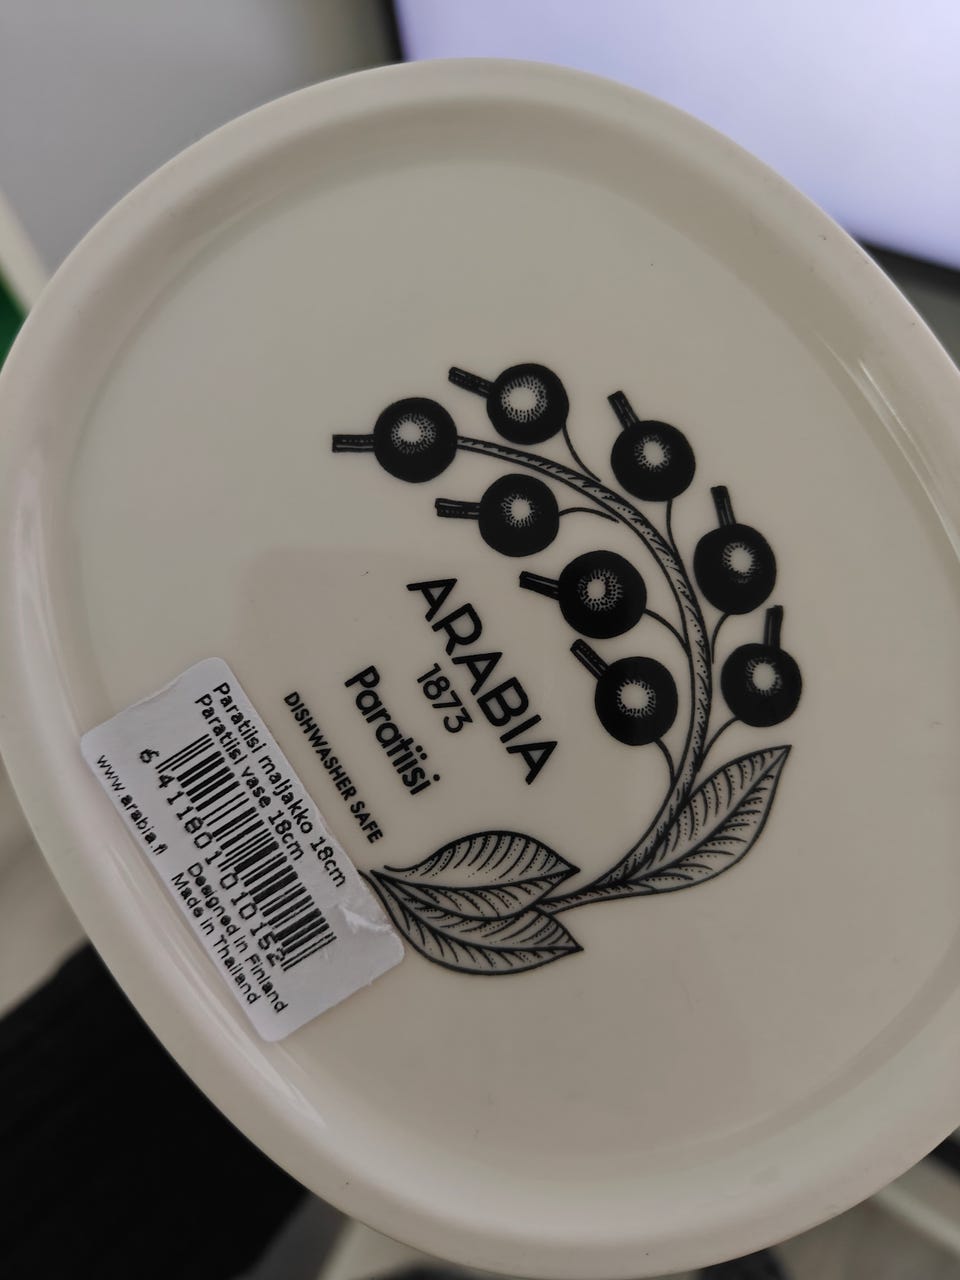 ARABIA
1873
Paratiisi
DISHWASHER SAFE
Paratiisi maljakko 18cm
Paratiisi vase 18cm
6 411801 010152
www.arabia.fi
Designed in Finland
Made in Thailand